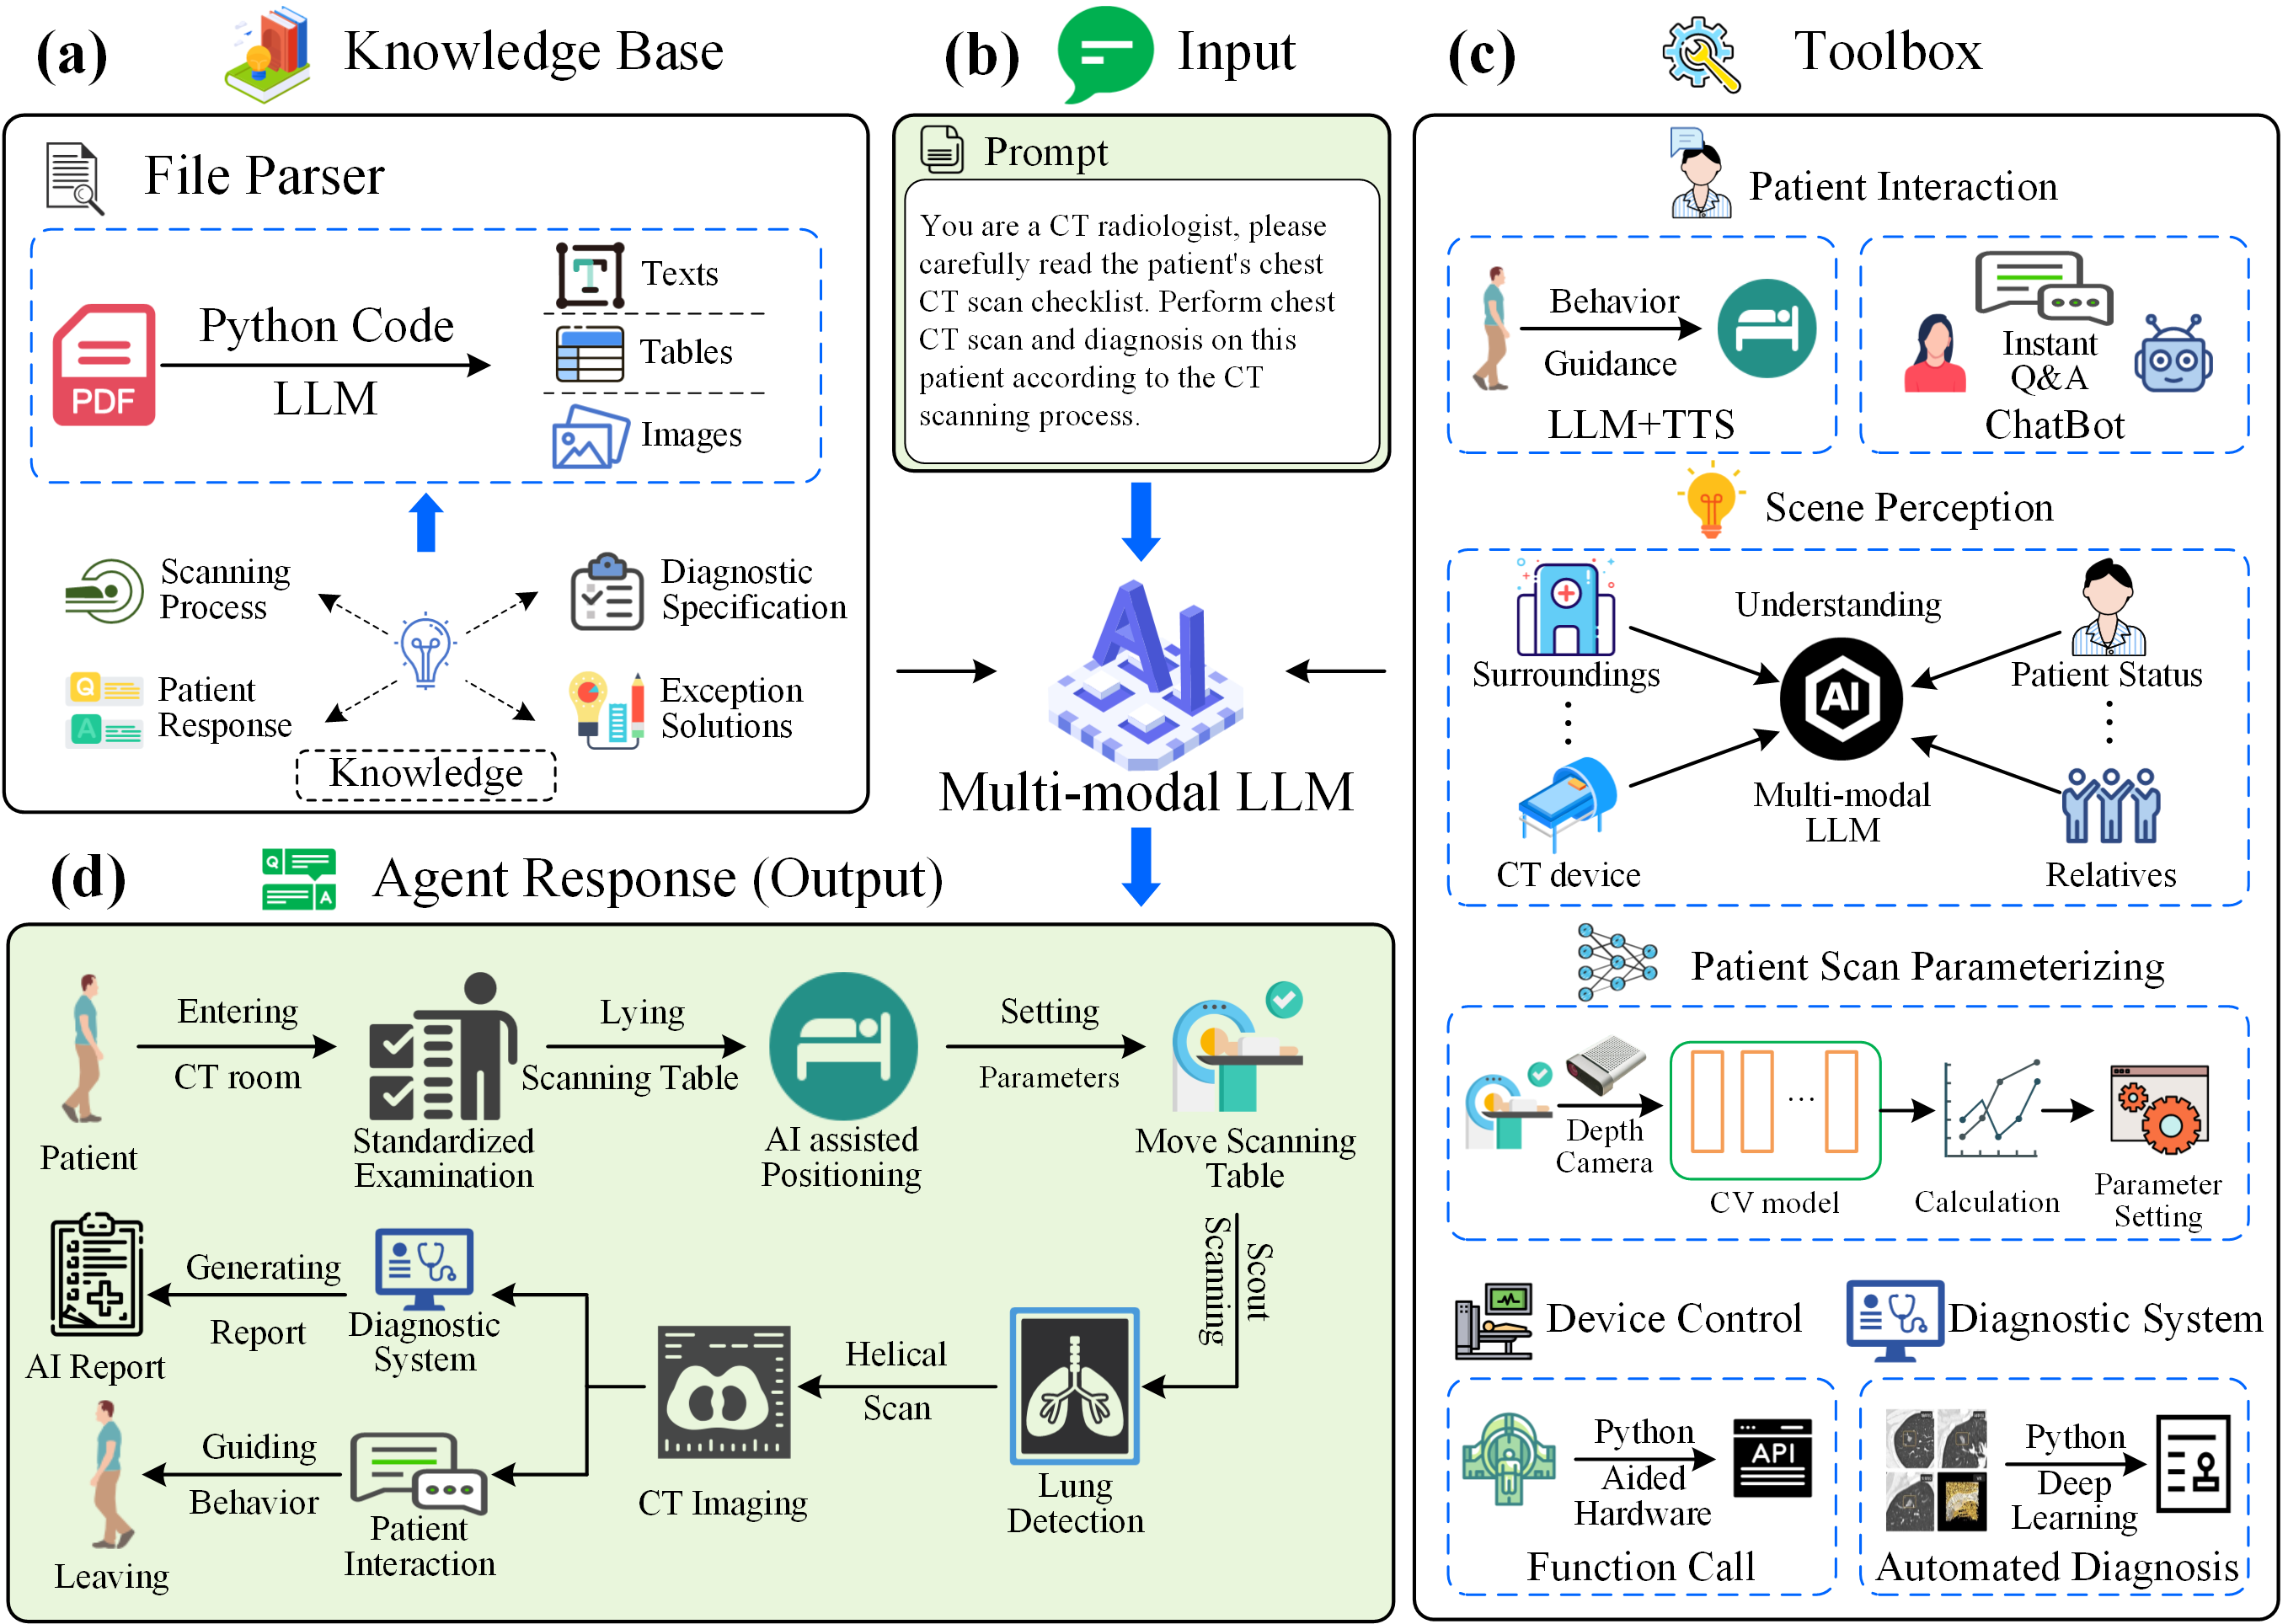 (a) Knowledge Base
File Parser
PDF
Python Code
LLM
Texts
Tables
Images
Scanning
Process
Diagnostic
Specification
Q
A
Patient
Response
Exception
Solutions
Knowledge
(b) Input
Prompt
You are a CT radiologist, please
carefully read the patient's chest
CT scan checklist. Perform chest
CT scan and diagnosis on this
patient according to the CT
scanning process.
AI
Multi-modal LLM
(c) Toolbox
Patient Interaction
Behavior
Guidance
LLM+TTS
Instant
Q&A
ChatBot
Scene Perception
Understanding
Surroundings
Patient Status
AI
Multi-modal
LLM
CT device
Relatives
Patient Scan Parameterizing
Depth
Camera
...
CV model
Calculation
Parameter
Setting
Device Control
Diagnostic System
Python
Aided
Hardware
API
Function Call
Python
Deep
Learning
Automated Diagnosis
(d) Agent Response (Output)
Q
A
Patient
Entering
CT room
Standardized
Examination
Lying
Scanning Table
AI assisted
Positioning
Setting
Parameters
Move Scanning
Table
Scout
Scanning
Lung
Detection
Helical
Scan
CT Imaging
Diagnostic
System
Generating
Report
AI Report
Patient
Interaction
Guiding
Behavior
Leaving